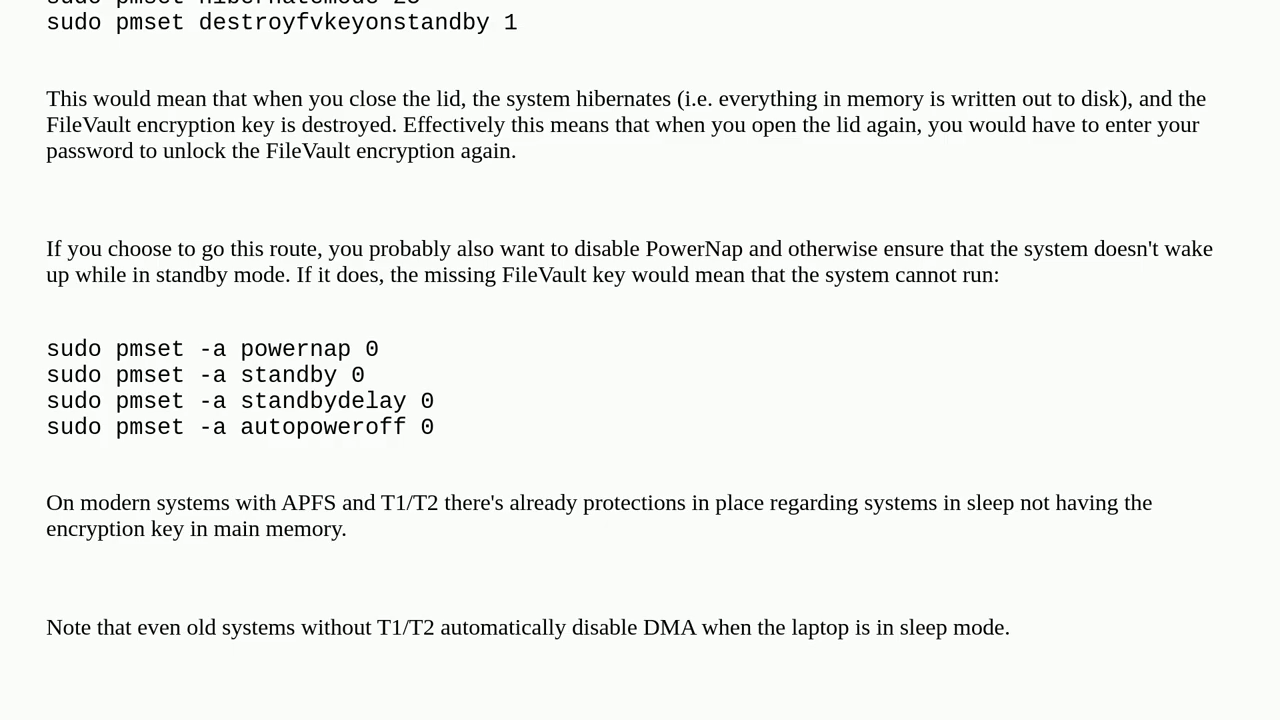 sudo pmset hibernatemode 25
sudo pmset destroyfvkeyonstandby 1
This would mean that when you close the lid, the system hibernates (i.e. everything in memory is written out to disk), and the
FileVault encryption key is destroyed. Effectively this means that when you open the lid again, you would have to enter your
password to unlock the FileVault encryption again.
If you choose to go this route, you probably also want to disable PowerNap and otherwise ensure that the system doesn't wake
up while in standby mode. If it does, the missing FileVault key would mean that the system cannot run:
sudo pmset -a powernap 0
sudo pmset -a standby 0
sudo pmset -a standbydelay 0
sudo pmset -a autopoweroff 0
On modern systems with APFS and T1/T2 there's already protections in place regarding systems in sleep not having the
encryption key in main memory.
Note that even old systems without T1/T2 automatically disable DMA when the laptop is in sleep mode.